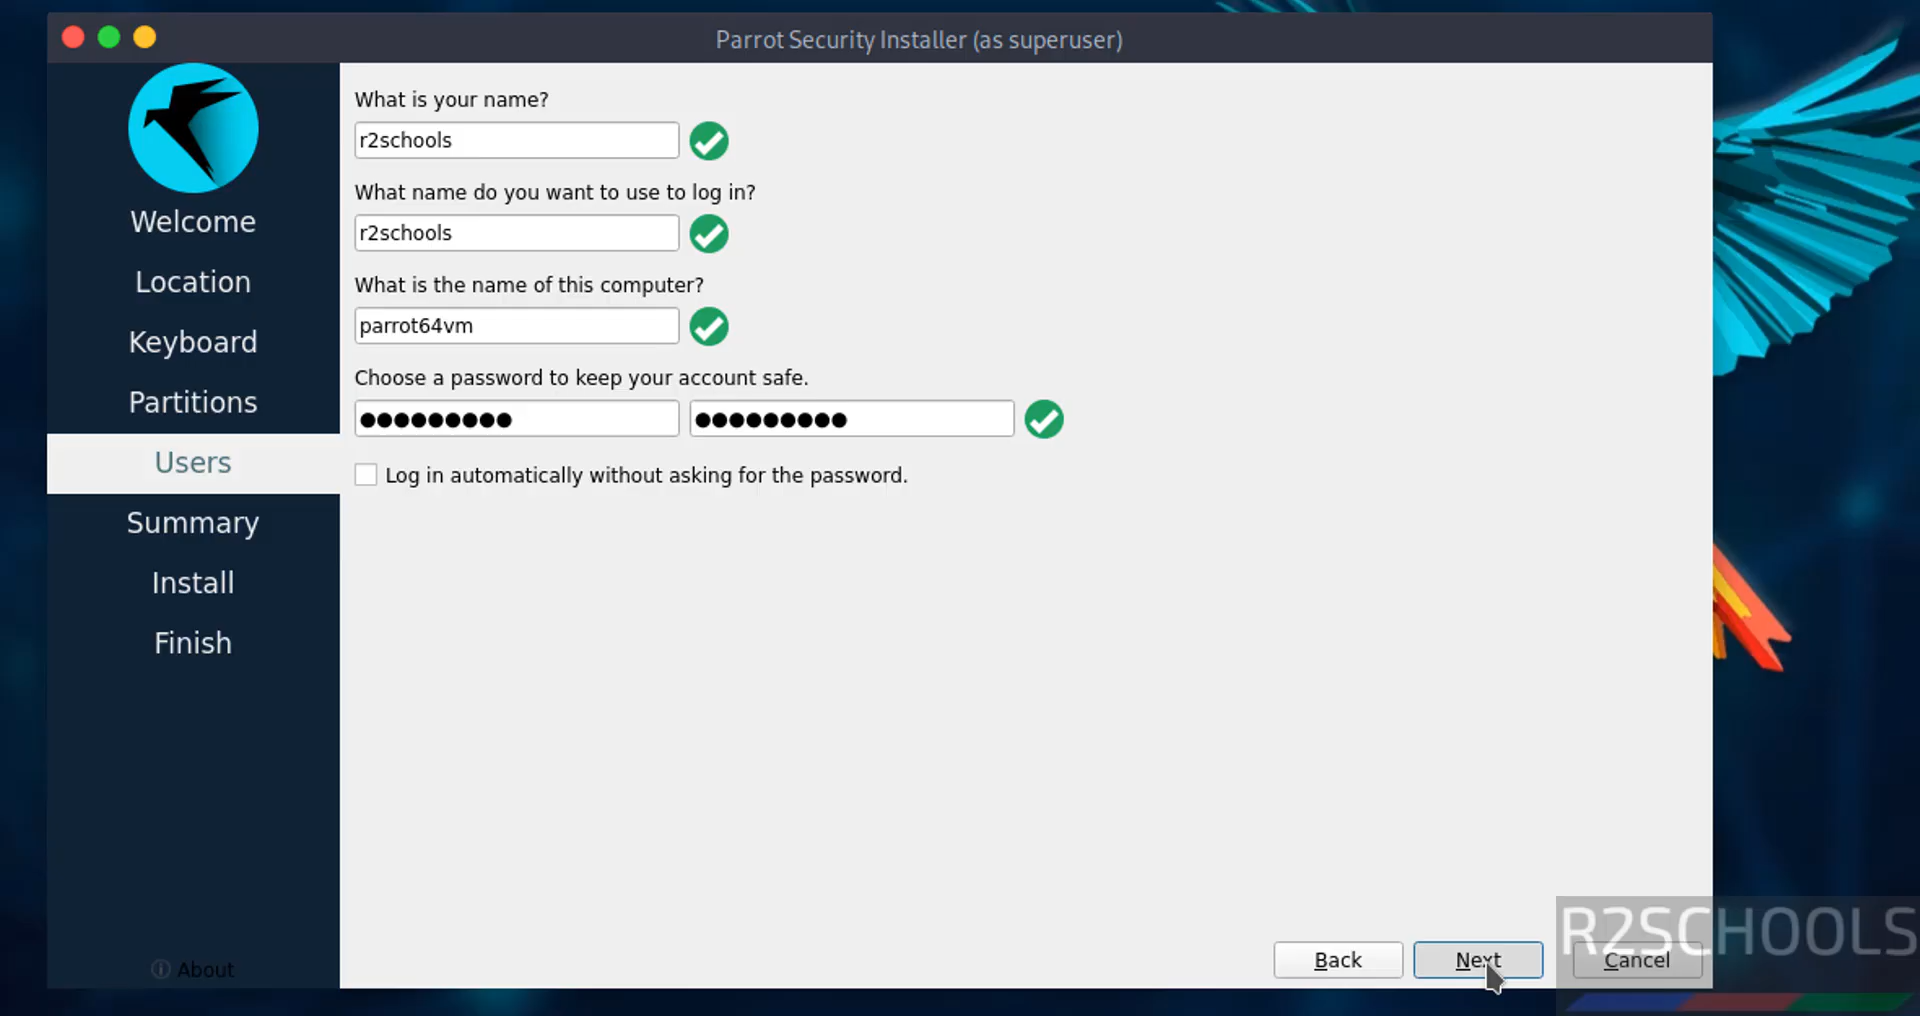 Parrot Security Installer (as superuser)
Welcome
Location
Keyboard
Partitions
Users
Summary
Install
Finish
About
What is your name?
r2schools
What name do you want to use to log in?
r2schools
What is the name of this computer?
parrot64vm
Choose a password to keep your account safe.
●●●●●●●●● ●●●●●●●●●
Log in automatically without asking for the password.
Back Next Cancel
R2SCHOOLS